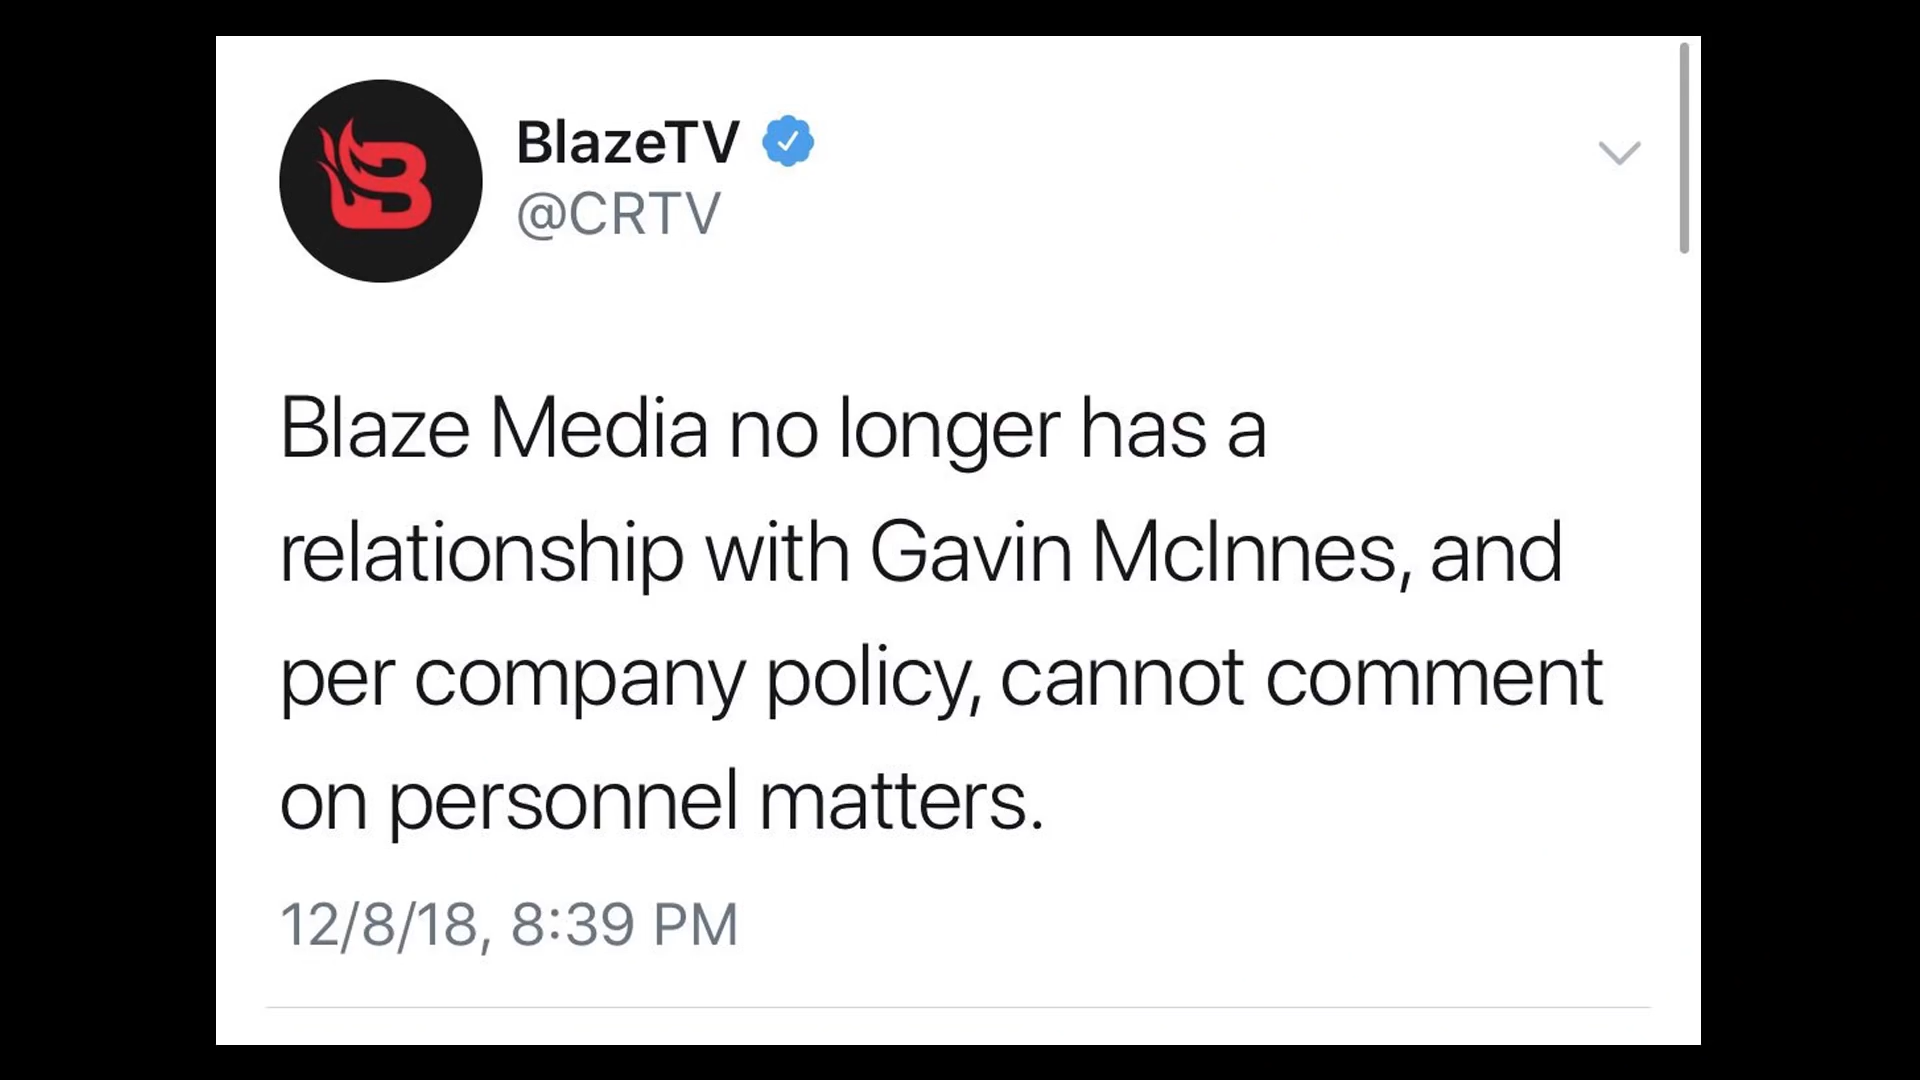 BlazeTV
@CRTV
Blaze Media no longer has a
relationship with Gavin McInnes, and
per company policy, cannot comment
on personnel matters.
12/8/18, 8:39 PM